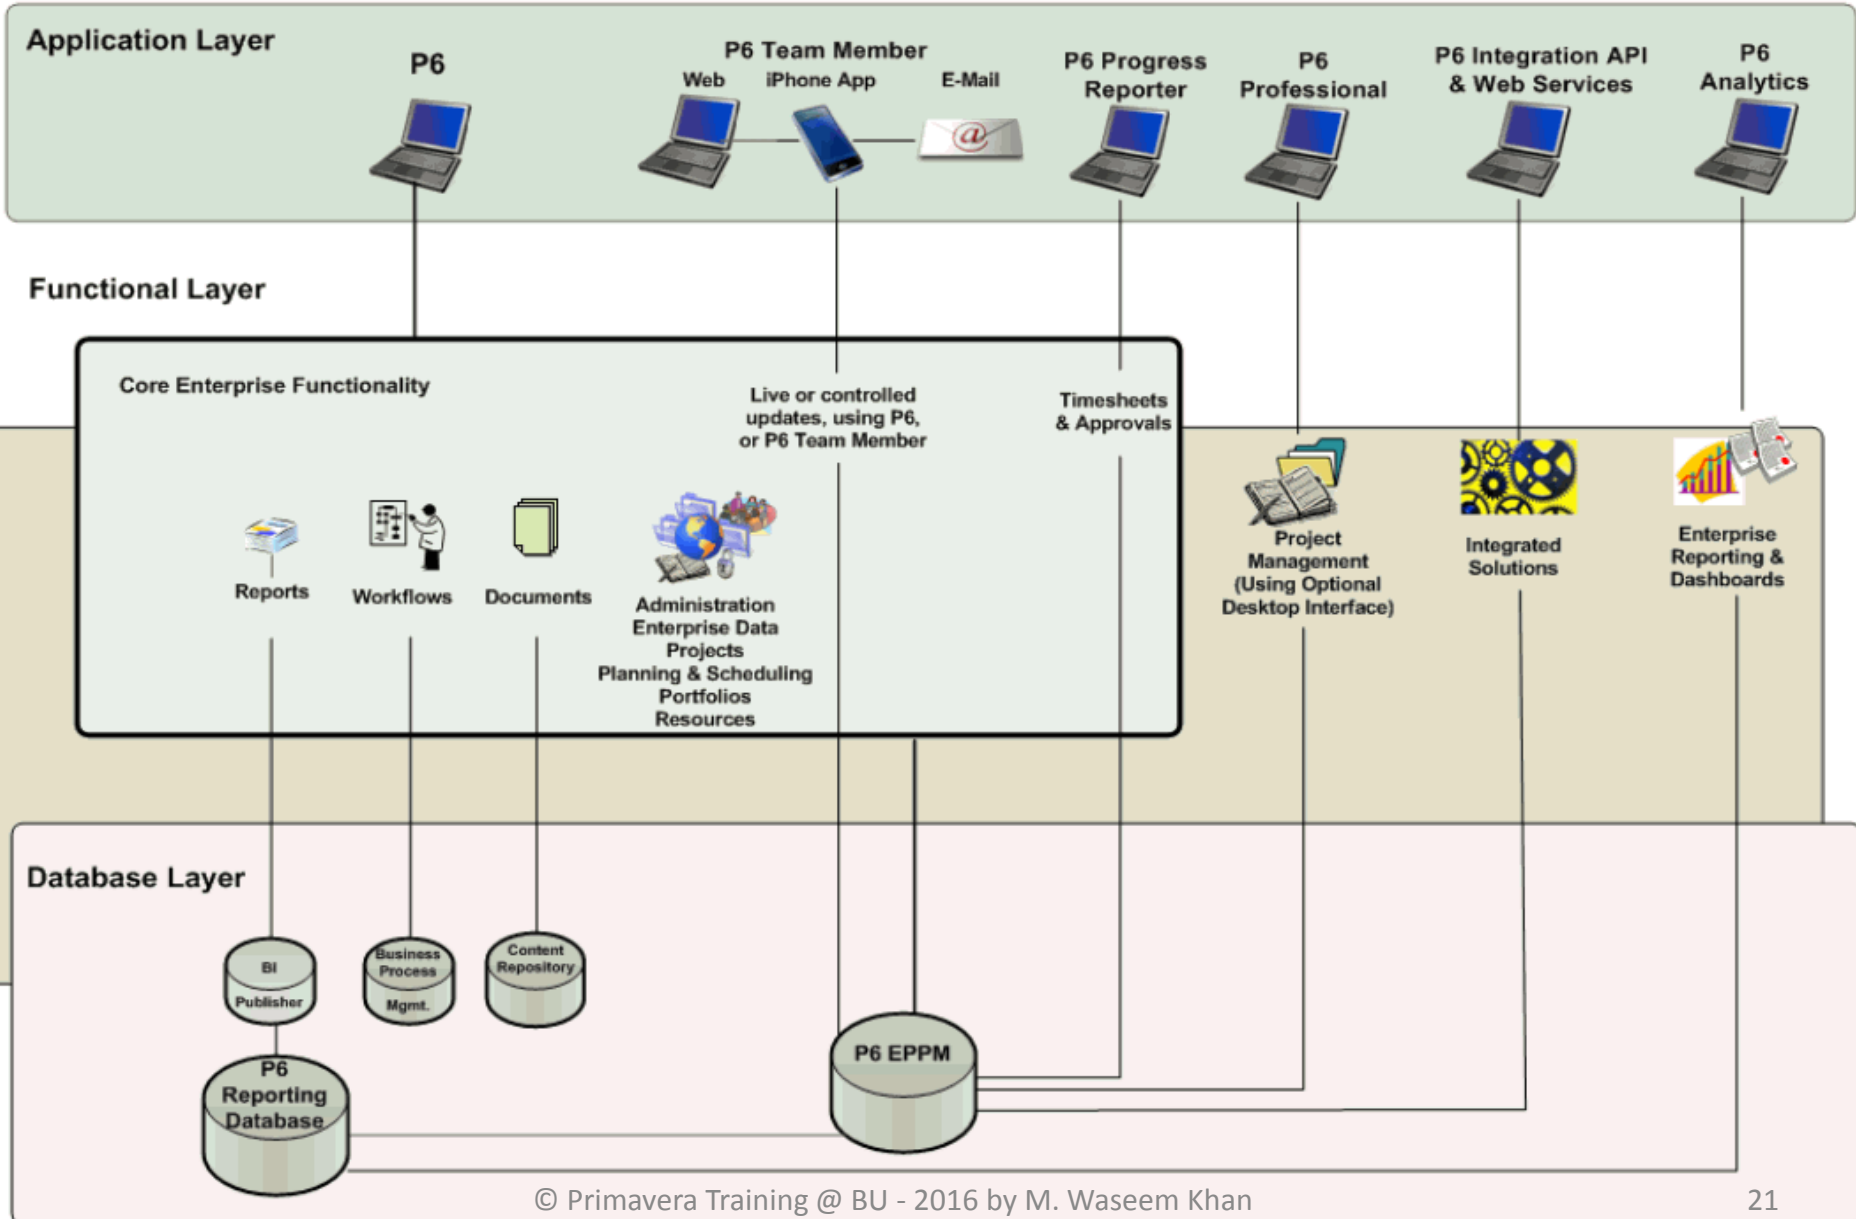 Application Layer
P6
P6 Team Member
Web
iPhone App
E-Mail
P6 Progress
Reporter
P6
Professional
P6 Integration API
& Web Services
P6
Analytics
Functional Layer
Core Enterprise Functionality
Live or controlled
updates, using P6,
or P6 Team Member
Timesheets
& Approvals
Reports
Workflows
Documents
Administration
Enterprise Data
Projects
Planning & Scheduling
Portfolios
Resources
Project
Management
(Using Optional
Desktop Interface)
Integrated
Solutions
Enterprise
Reporting &
Dashboards
Database Layer
BI
Publisher
Business
Process
Mgmt.
Content
Repository
P6
Reporting
Database
P6 EPPM
© Primavera Training @ BU - 2016 by M. Waseem Khan
21